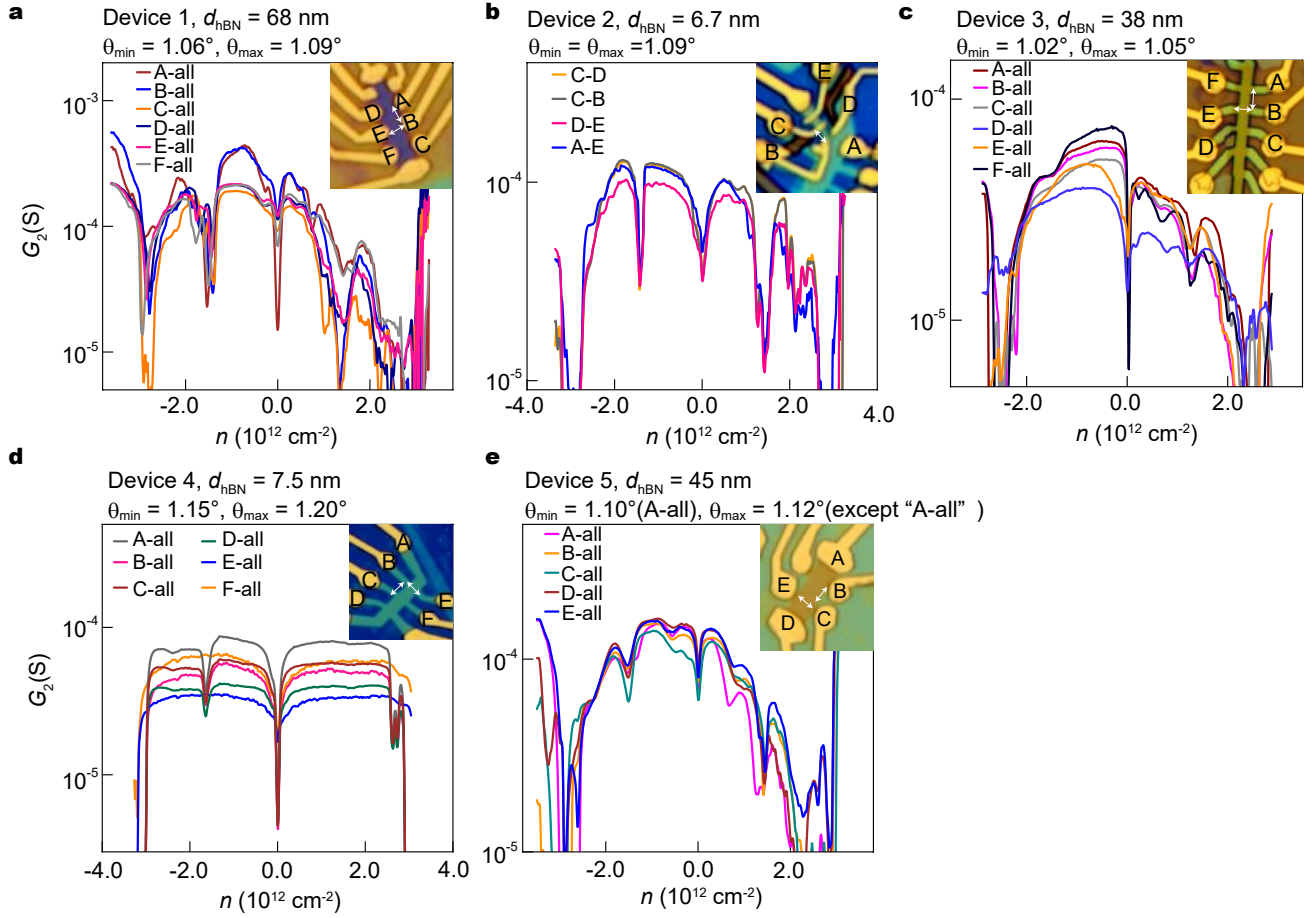 a
Device 1, dhBN = 68 nm
θmin = 1.06°, θmax = 1.09°
A-all
B-all
C-all
D-all
E-all
F-all
A
B
C
D
E
F
10-3
10-4
10-5
G2(S)
-2.0
0.0
2.0
n (1012 cm-2)
b
Device 2, dhBN = 6.7 nm
θmin = θmax =1.09°
C-D
C-B
D-E
A-E
E
D
C
B
A
10-4
10-5
-4.0
-2.0
0.0
2.0
4.0
n (1012 cm-2)
c
Device 3, dhBN = 38 nm
θmin = 1.02°, θmax = 1.05°
A-all
B-all
C-all
D-all
E-all
F-all
F
A
E
B
D
C
10-4
10-5
-2.0
0.0
2.0
n (1012 cm-2)
d
Device 4, dhBN = 7.5 nm
θmin = 1.15°, θmax = 1.20°
A-all
D-all
B-all
E-all
C-all
F-all
A
B
C
D
E
F
10-4
10-5
G2(S)
-4.0
-2.0
0.0
2.0
4.0
n (1012 cm-2)
e
Device 5, dhBN = 45 nm
θmin = 1.10°(A-all), θmax = 1.12°(except “A-all” )
A-all
B-all
C-all
D-all
E-all
A
E
B
D
C
10-4
10-5
-2.0
0.0
2.0
n (1012 cm-2)